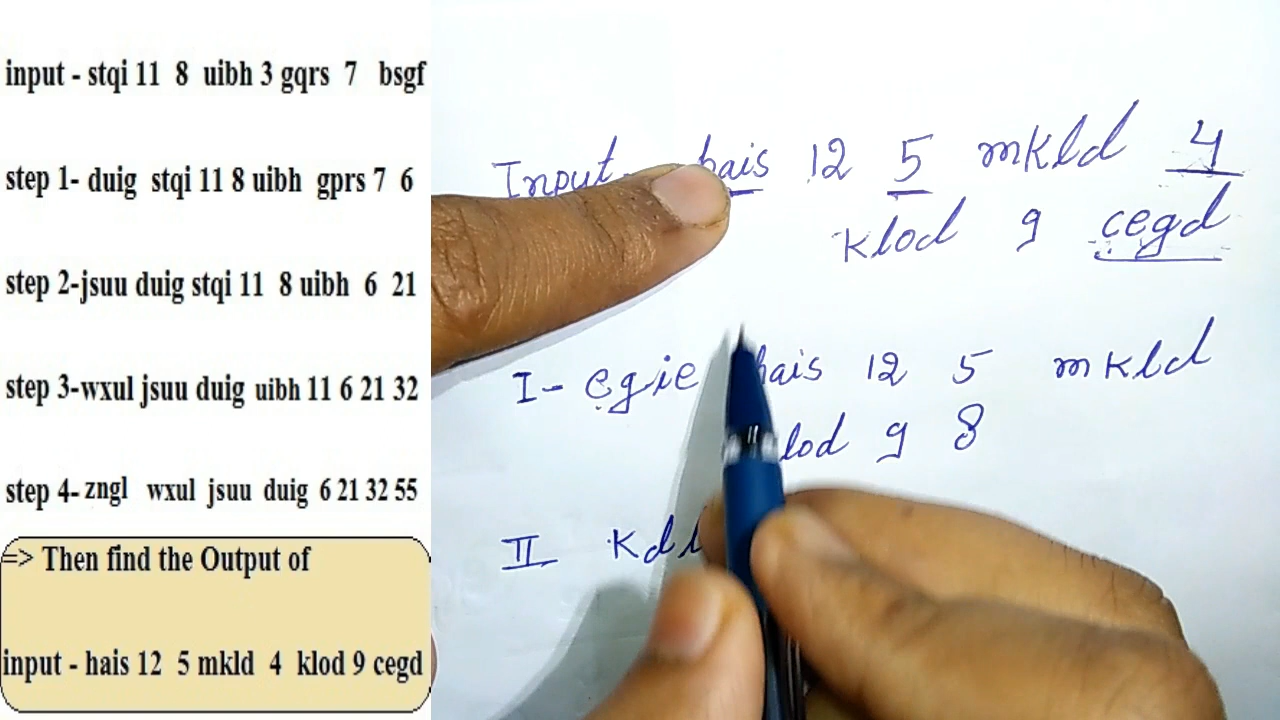 input - stqi 11 8 uibh 3 gqrs 7 bsgf
step 1- duig stqi 11 8 uibh gprs 7 6
step 2-jsuu duig stqi 11 8 uibh 6 21
step 3-wxul jsuu duig uibh 11 6 21 32
step 4- zngl wxul jsuu duig 6 21 32 55
=> Then find the Output of
input - hais 12 5 mkld 4 klod 9 cegd
Input hais 12 5 mkld 4
klod 9 cegd
I- egie hais 12 5 mkld
9 8
II